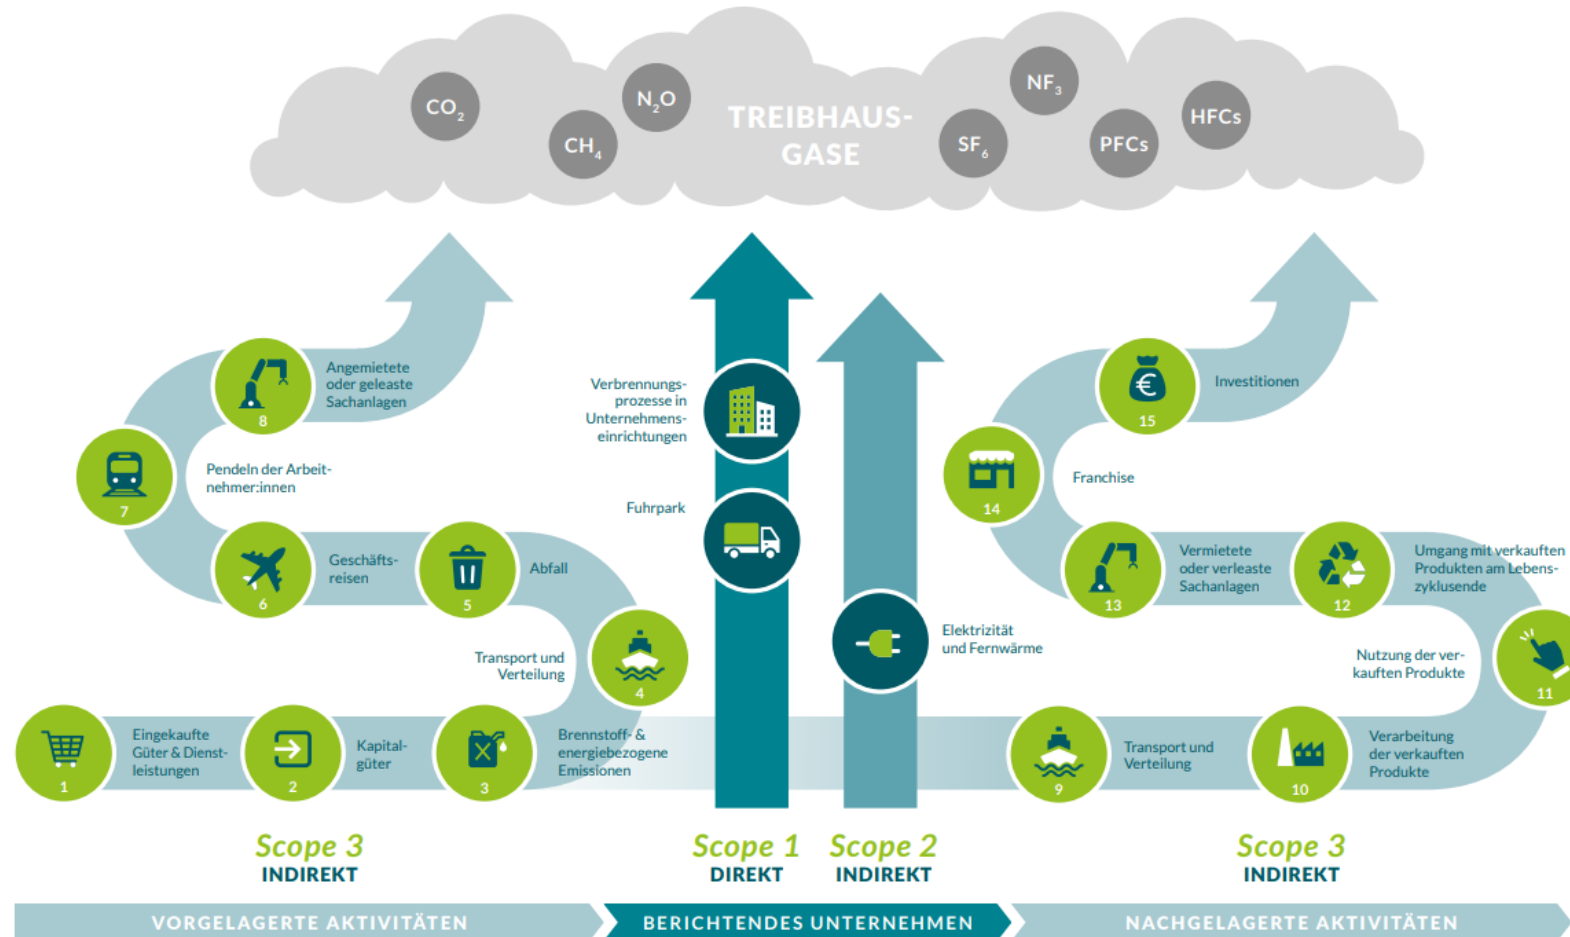 TREIBHAUS-
GASE
CO₂
CH₄
N₂O
SF₆
NF₃
PFCs
HFCs
Angemietete
oder geleaste
Sachanlagen
8
Pendeln der Arbeit-
nehmer:innen
7
Geschäfts-
reisen
6
Abfall
5
Transport und
Verteilung
4
Eingekaufte
Güter & Dienst-
leistungen
1
Kapital-
güter
2
Brennstoff- &
energiebezogene
Emissionen
3
Verbrennungs-
prozesse in
Unternehmens-
einrichtungen
Fuhrpark
Elektrizität
und Fernwärme
Investitionen
15
Franchise
14
Vermietete
oder verleaste
Sachanlagen
13
Umgang mit verkauften
Produkten am Lebens-
zyklusende
12
Nutzung der ver-
kauften Produkte
11
Transport und
Verteilung
9
Verarbeitung
der verkauften
Produkte
10
Scope 3
INDIREKT
Scope 1
DIREKT
Scope 2
INDIREKT
Scope 3
INDIREKT
VORGELAGERTE AKTIVITÄTEN
BERICHTENDES UNTERNEHMEN
NACHGELAGERTE AKTIVITÄTEN